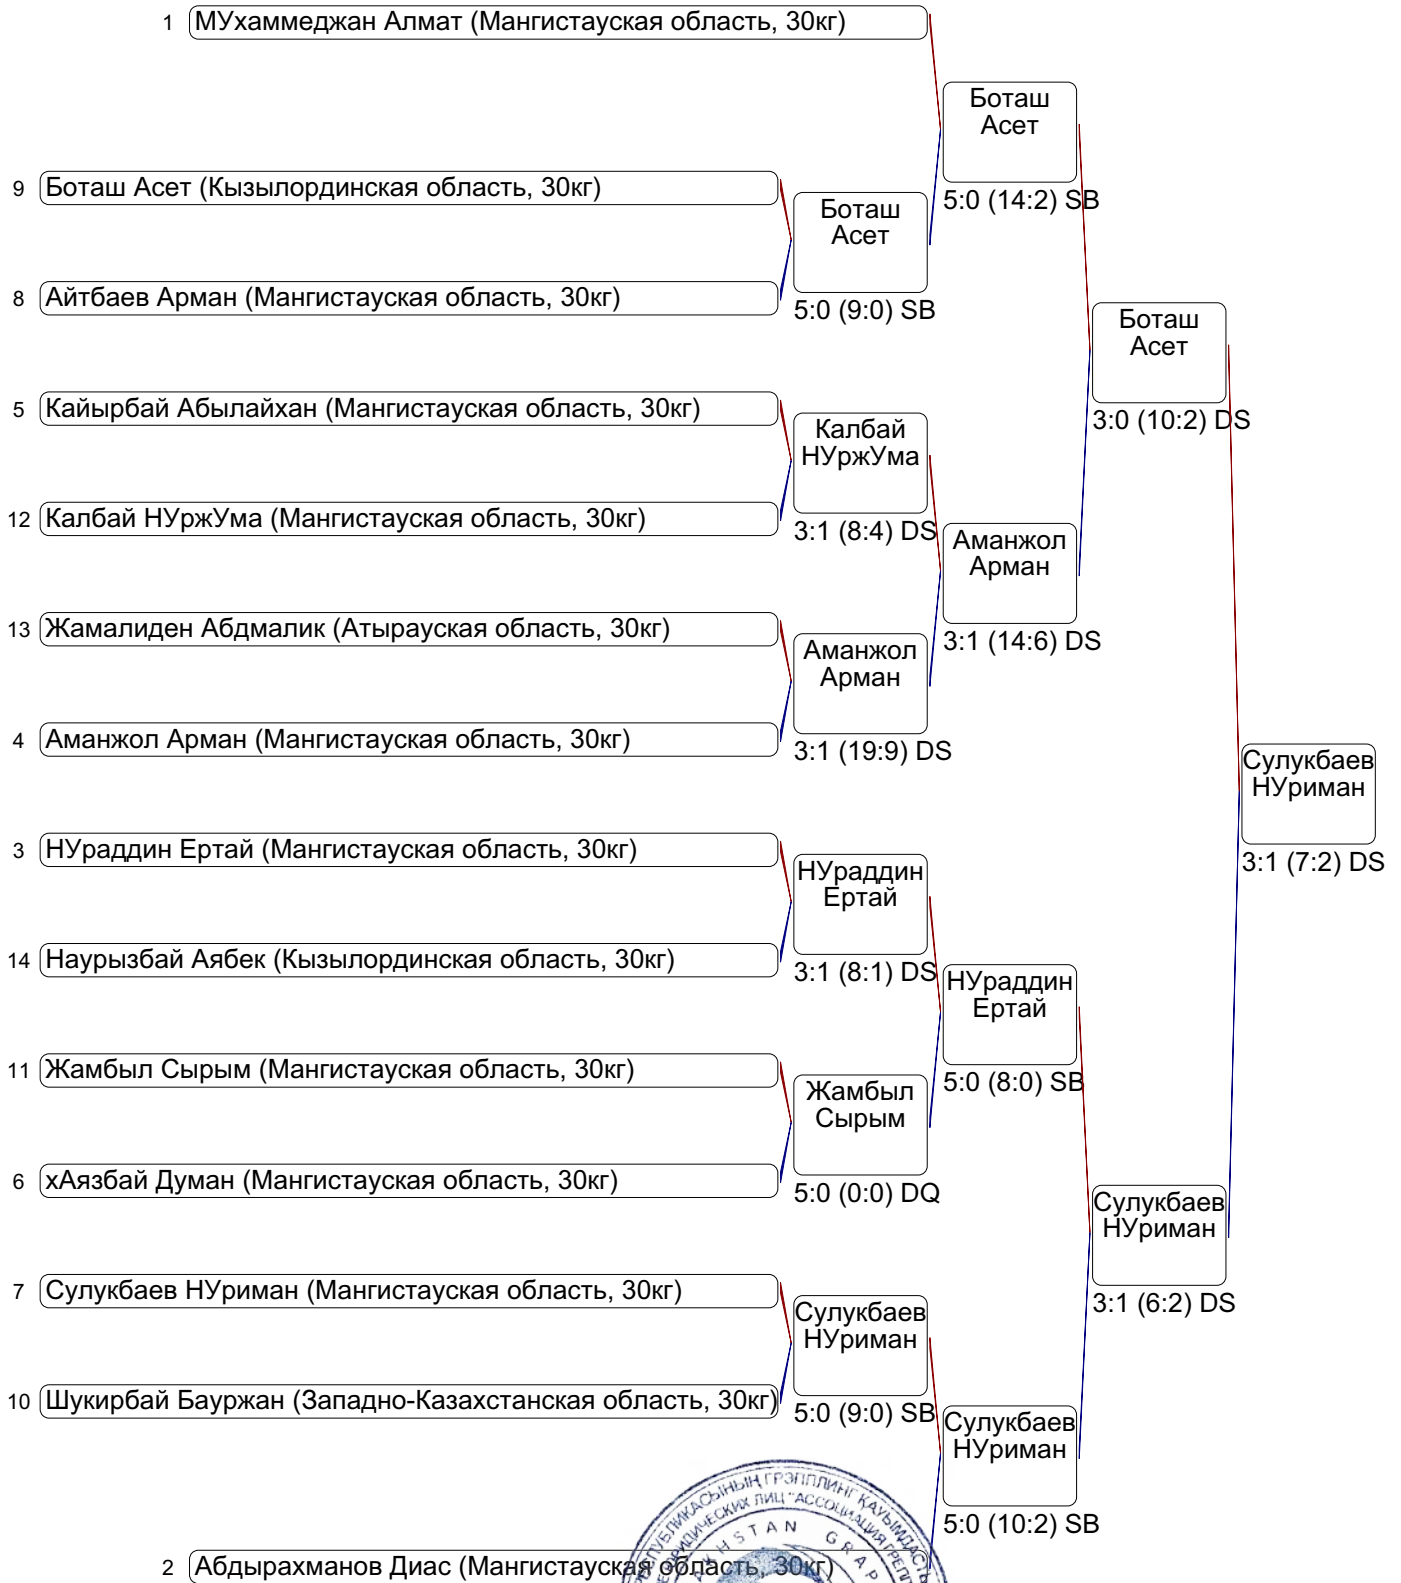 1 МУхаммеджан Алмат (Мангистауская область, 30кг)
Боташ
Асет
5:0 (14:2) SB
9 Боташ Асет (Кызылординская область, 30кг)
Боташ
Асет
5:0 (9:0) SB
8 Айтбаев Арман (Мангистауская область, 30кг)
Боташ
Асет
3:0 (10:2) DS
5 Кайырбай Абылайхан (Мангистауская область, 30кг)
Калбай
НУржУма
3:1 (8:4) DS
12 Калбай НУржУма (Мангистауская область, 30кг)
Аманжол
Арман
3:1 (14:6) DS
13 Жамалиден Абдмалик (Атырауская область, 30кг)
Аманжол
Арман
3:1 (19:9) DS
4 Аманжол Арман (Мангистауская область, 30кг)
Сулукбаев
НУриман
3:1 (7:2) DS
3 НУраддин Ертай (Мангистауская область, 30кг)
НУраддин
Ертай
3:1 (8:1) DS
14 Наурызбай Аябек (Кызылординская область, 30кг)
НУраддин
Ертай
5:0 (8:0) SB
11 Жамбыл Сырым (Мангистауская область, 30кг)
Жамбыл
Сырым
5:0 (0:0) DQ
6 хАязбай Думан (Мангистауская область, 30кг)
Сулукбаев
НУриман
3:1 (6:2) DS
7 Сулукбаев НУриман (Мангистауская область, 30кг)
Сулукбаев
НУриман
5:0 (9:0) SB
10 Шукирбай Бауржан (Западно-Казахстанская область, 30кг)
Сулукбаев
НУриман
5:0 (10:2) SB
2 Абдырахманов Диас (Мангистауская область, 30кг)
ГРЭППЛИНГ
ЮРИДИЧЕСКИХ ЛИЦ "АССОЦИАЦИЯ